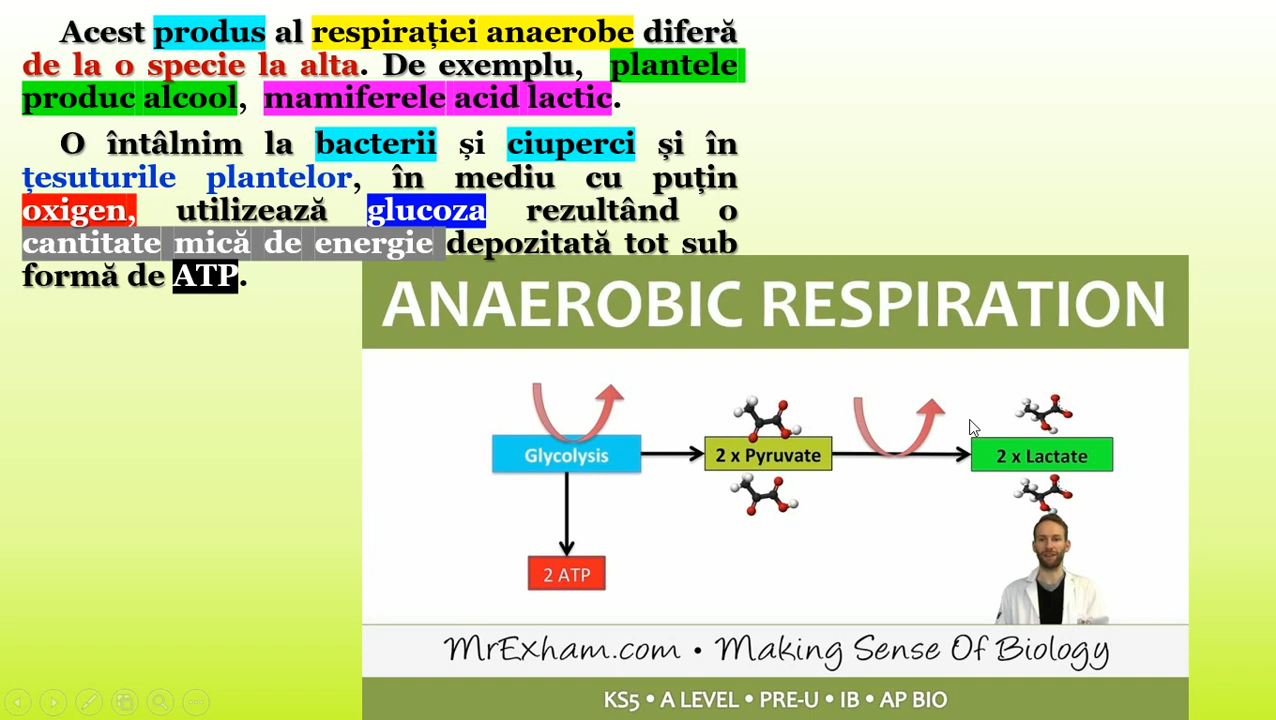 Acest produs al respirației anaerobe diferă
de la o specie la alta. De exemplu, plantele
produc alcool, mamiferele acid lactic.
O întâlnim la bacterii și ciuperci și în
țesuturile plantelor, în mediu cu puțin
oxigen, utilizează glucoza rezultând o
cantitate mică de energie depozitată tot sub
formă de ATP.
ANAEROBIC RESPIRATION
Glycolysis
2 x Pyruvate
2 x Lactate
2 ATP
MrExham.com • Making Sense Of Biology
KS5 • A LEVEL • PRE-U • IB • AP BIO